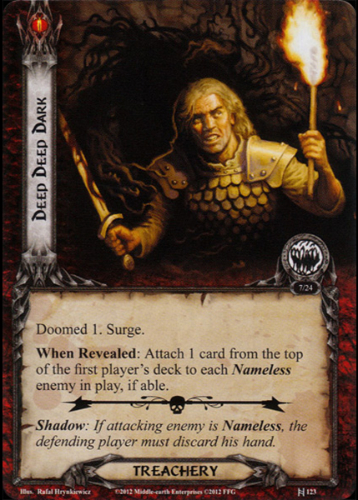 DEEP DEEP DARK
7/24
Doomed 1. Surge.
When Revealed: Attach 1 card from the top
of the first player's deck to each Nameless
enemy in play, if able.
Shadow: If attacking enemy is Nameless, the
defending player must discard his hand.
TREACHERY
Illus. Rafał Hrynkiewicz
©2012 Middle-earth Enterprises ©2012 FFG
123